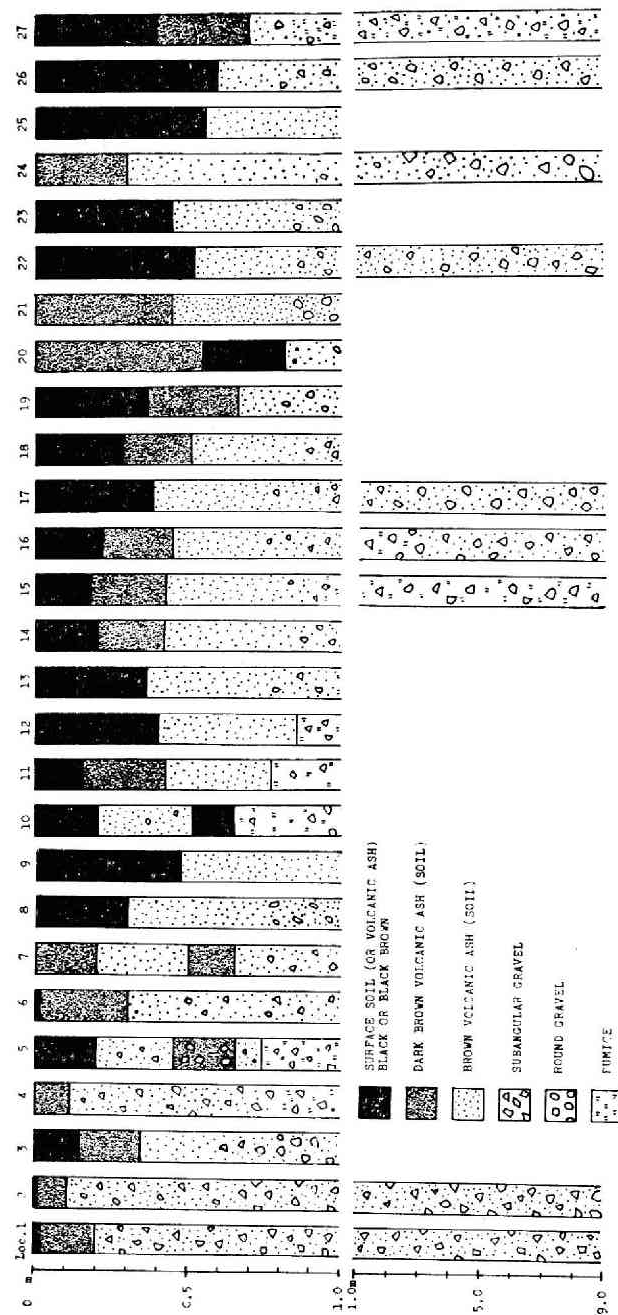 Loc.1 2 3 4 5 6 7 8 9 10 11 12 13 14 15 16 17 18 19 20 21 22 23 24 25 26 27
0 m
0.5
1.0
1.0m
5.0
9.0
SURFACE SOIL (OR VOLCANIC ASH)
BLACK OR BLACK BROWN
DARK BROWN VOLCANIC ASH (SOIL)
BROWN VOLCANIC ASH (SOIL)
SUBANGULAR GRAVEL
ROUND GRAVEL
PUMICE